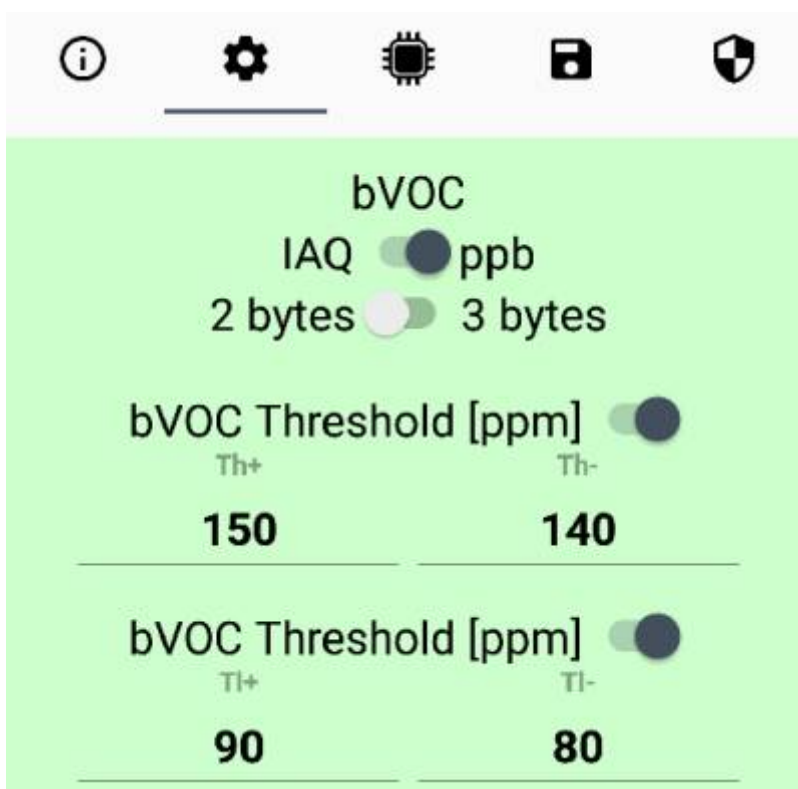 bVOC
IAQ ppb
2 bytes 3 bytes
bVOC Threshold [ppm]
Th+ Th-
150 140
bVOC Threshold [ppm]
Tl+ Tl-
90 80